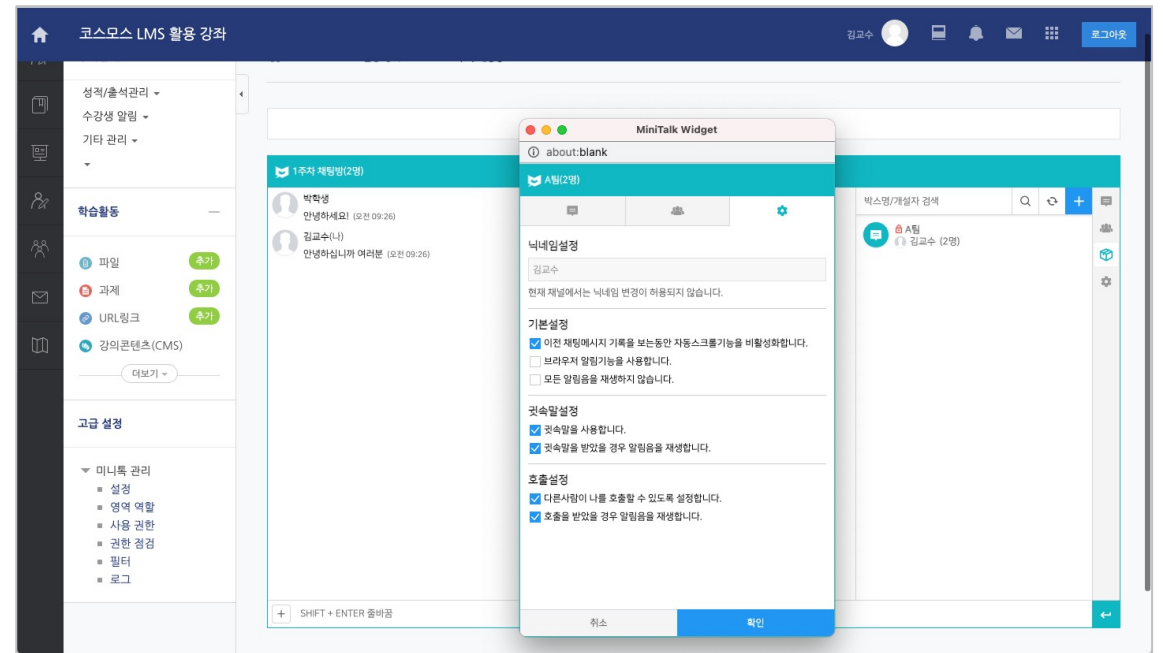 코스모스 LMS 활용 강좌
김교수
로그아웃
성적/출석관리
수강생 알림
기타 관리
학습활동
파일
추가
과제
추가
URL링크
추가
강의콘텐츠(CMS)
더보기
고급 설정
미니톡 관리
설정
영역 역할
사용 권한
권한 점검
필터
로그
1주차 채팅방(2명)
박학생
안녕하세요! (오전 09:26)
김교수(나)
안녕하십니까 여러분 (오전 09:26)
SHIFT + ENTER 줄바꿈
MiniTalk Widget
about:blank
A팀(2명)
닉네임설정
김교수
현재 채널에서는 닉네임 변경이 허용되지 않습니다.
기본설정
이전 채팅메시지 기록을 보는동안 자동스크롤기능을 비활성화합니다.
브라우저 알림기능을 사용합니다.
모든 알림음을 재생하지 않습니다.
귓속말설정
귓속말을 사용합니다.
귓속말을 받았을 경우 알림음을 재생합니다.
호출설정
다른사람이 나를 호출할 수 있도록 설정합니다.
호출을 받았을 경우 알림음을 재생합니다.
취소
확인
박스명/개설자 검색
A팀
김교수 (2명)